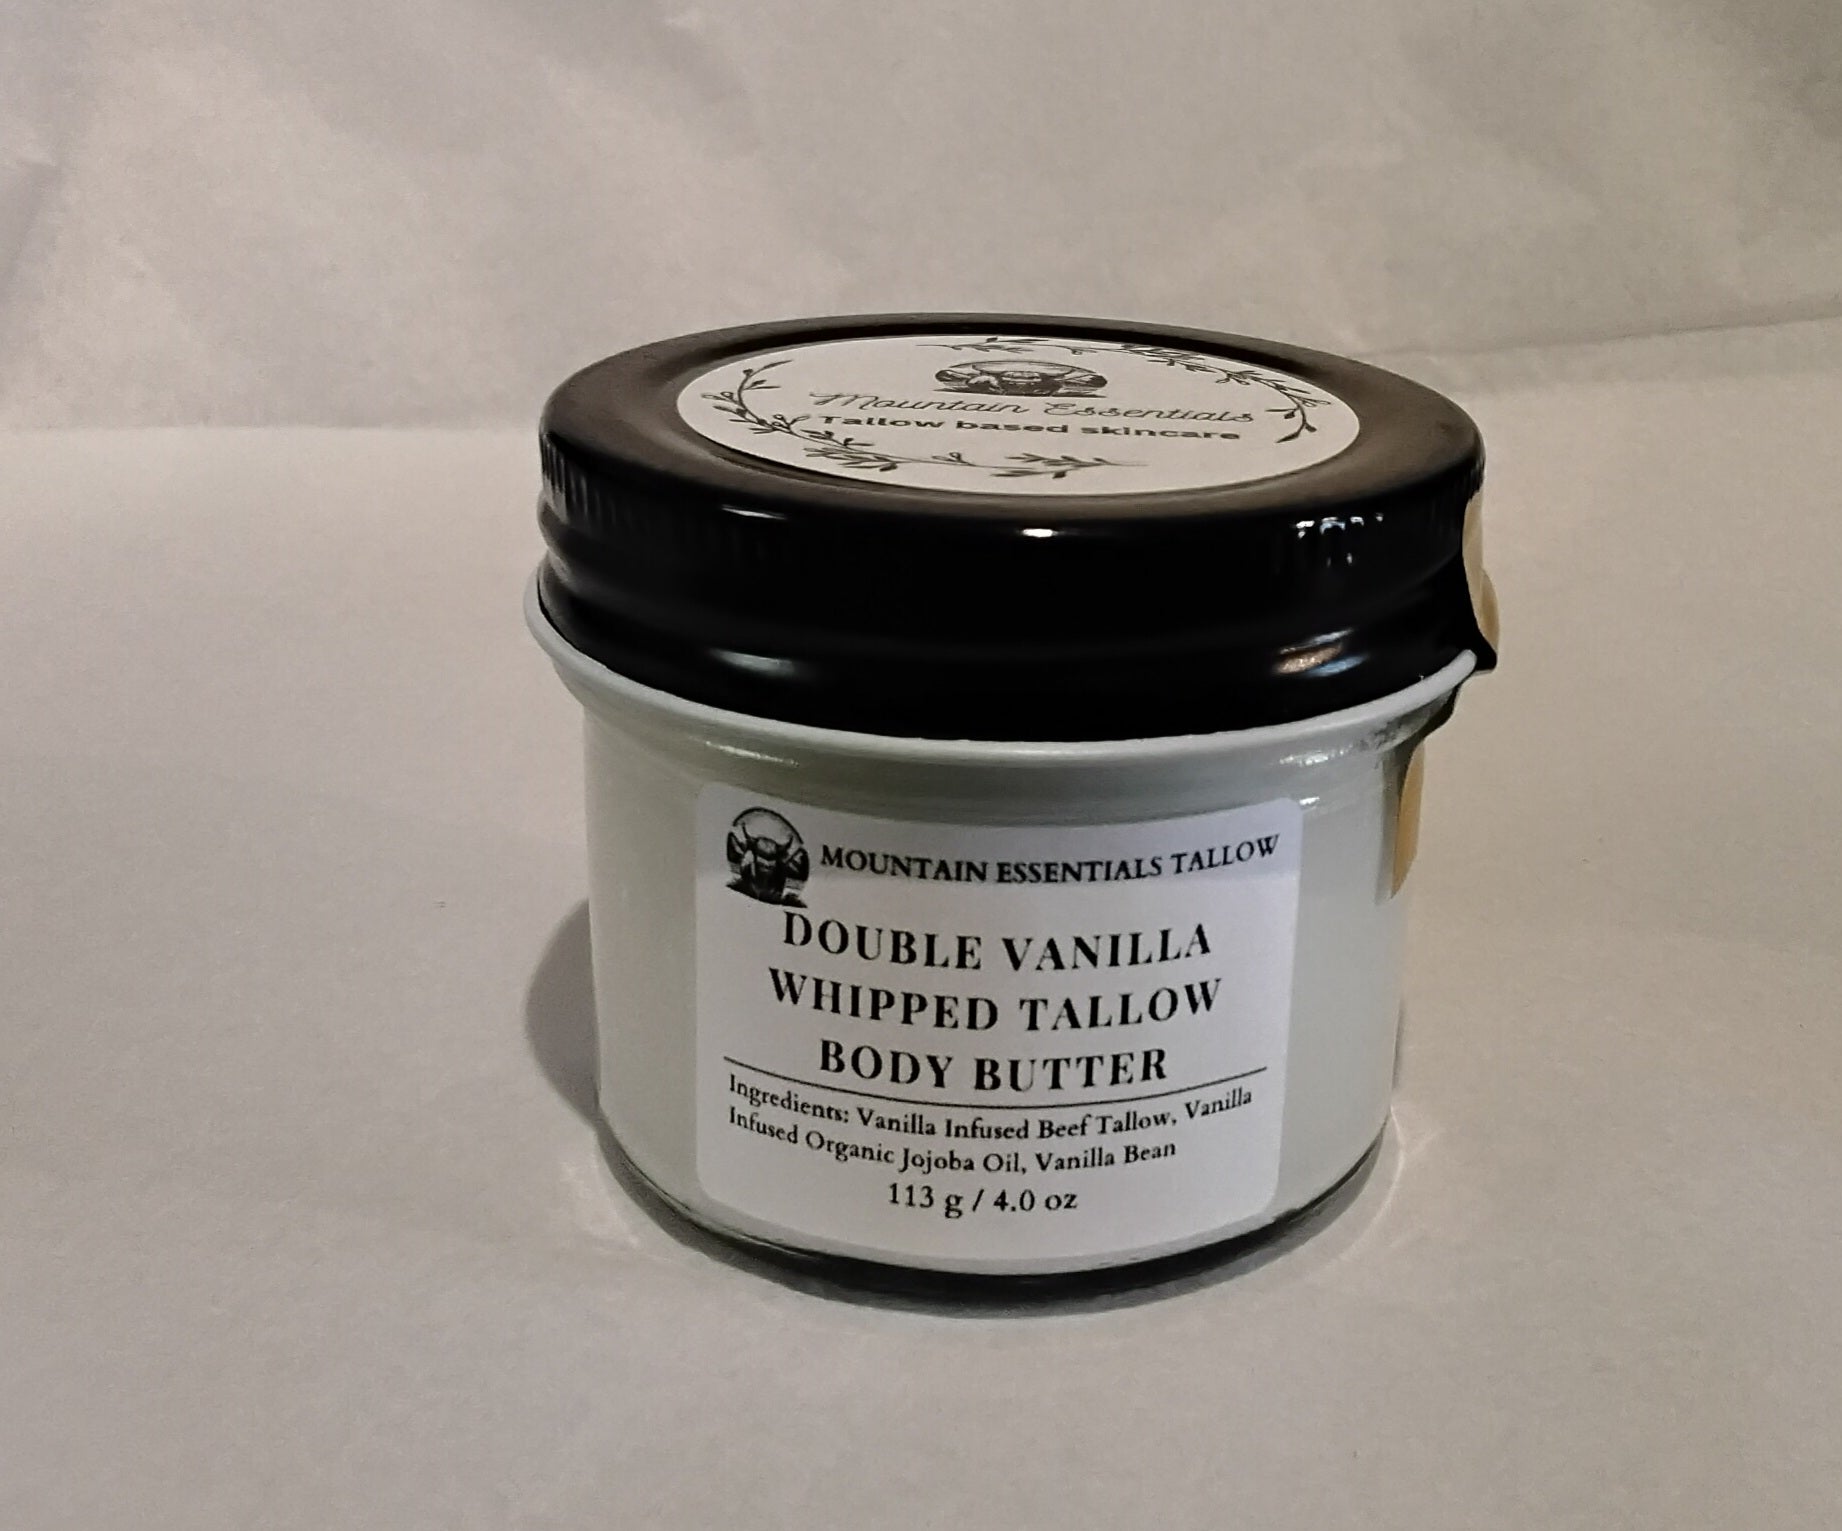 Mountain Essentials
Tallow based skincare
MOUNTAIN ESSENTIALS TALLOW
DOUBLE VANILLA
WHIPPED TALLOW
BODY BUTTER
Ingredients: Vanilla Infused Beef Tallow, Vanilla
Infused Organic Jojoba Oil, Vanilla Bean
113 g / 4.0 oz